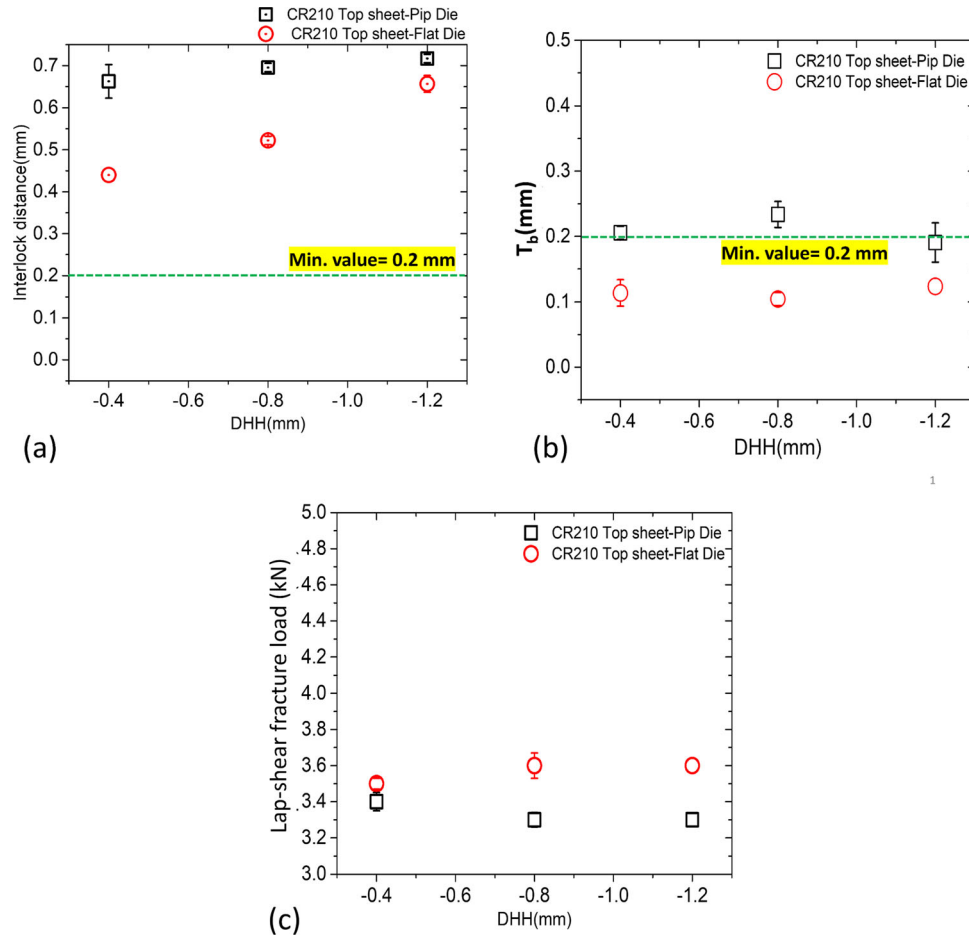 CR210 Top sheet-Pip Die
CR210 Top sheet-Flat Die
0.7
0.6
0.5
0.4
0.3
0.2
0.1
0.0
Interlock distance(mm)
Min. value= 0.2 mm
-0.4 -0.6 -0.8 -1.0 -1.2
DHH(mm)
(a)
CR210 Top sheet-Pip Die
CR210 Top sheet-Flat Die
0.5
0.4
0.3
0.2
0.1
0.0
Tb(mm)
Min. value= 0.2 mm
-0.4 -0.6 -0.8 -1.0 -1.2
DHH(mm)
(b)
1
CR210 Top sheet-Pip Die
CR210 Top sheet-Flat Die
5.0
4.8
4.6
4.4
4.2
4.0
3.8
3.6
3.4
3.2
3.0
Lap-shear fracture load (kN)
-0.4 -0.6 -0.8 -1.0 -1.2
DHH(mm)
(c)